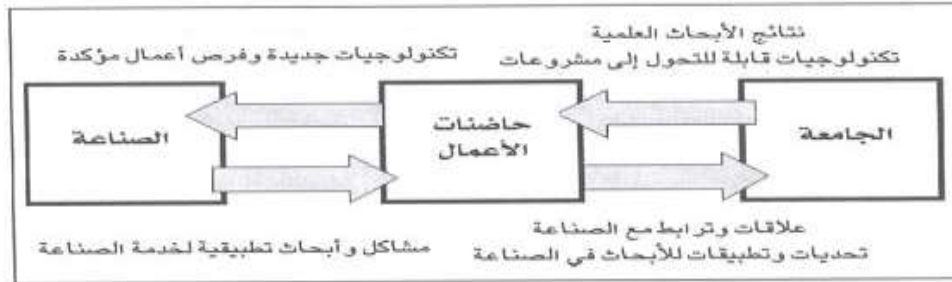 نتائج الأبحاث العلمية
تكنولوجيات قابلة للتحول إلى مشروعات
تكنولوجيات جديدة وفرص أعمال مؤكدة
الجامعة
حاضنات
الأعمال
الصناعة
علاقات وترابط مع الصناعة
تحديات وتطبيقات للأبحاث في الصناعة
مشاكل وأبحاث تطبيقية لخدمة الصناعة